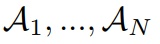 𝒜₁, ..., 𝒜_N